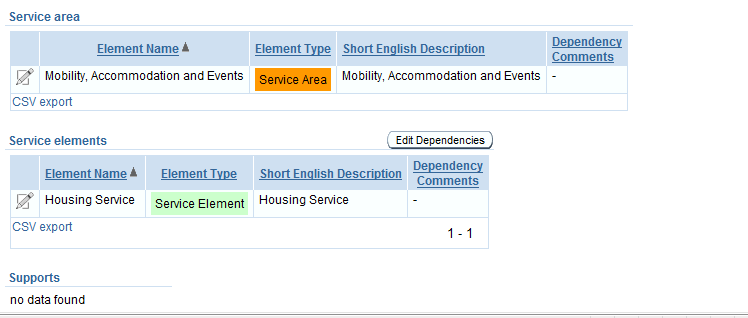 Service area
Element Name Element Type Short English Description Dependency Comments
Mobility, Accommodation and Events Service Area Mobility, Accommodation and Events -
CSV export
Service elements Edit Dependencies
Element Name Element Type Short English Description Dependency Comments
Housing Service Service Element Housing Service -
CSV export
1 - 1
Supports
no data found